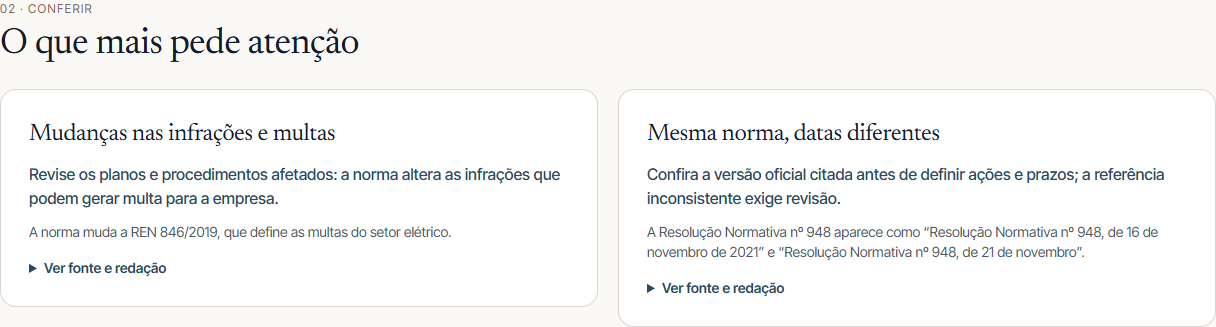 02 · CONFERIR
O que mais pede atenção
Mudanças nas infrações e multas
Revise os planos e procedimentos afetados: a norma altera as infrações que
podem gerar multa para a empresa.
A norma muda a REN 846/2019, que define as multas do setor elétrico.
Ver fonte e redação
Mesma norma, datas diferentes
Confira a versão oficial citada antes de definir ações e prazos; a referência
inconsistente exige revisão.
A Resolução Normativa nº 948 aparece como “Resolução Normativa nº 948, de 16 de
novembro de 2021” e “Resolução Normativa nº 948, de 21 de novembro”.
Ver fonte e redação